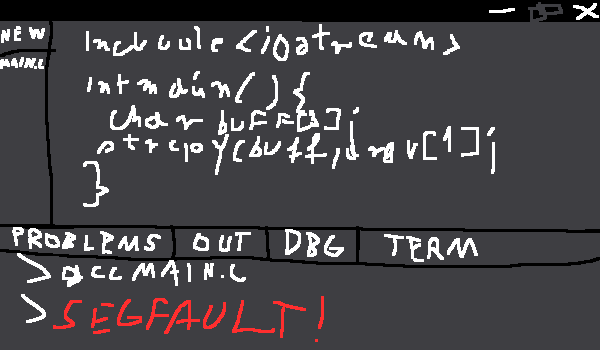 NEW
MAIN.C
Include <iostream>
int main() {
char buff[3];
strcpy(buff, argv[1];
}
PROBLEMS OUT DBG TERM
> gcc MAIN.C
> SEGFAULT!